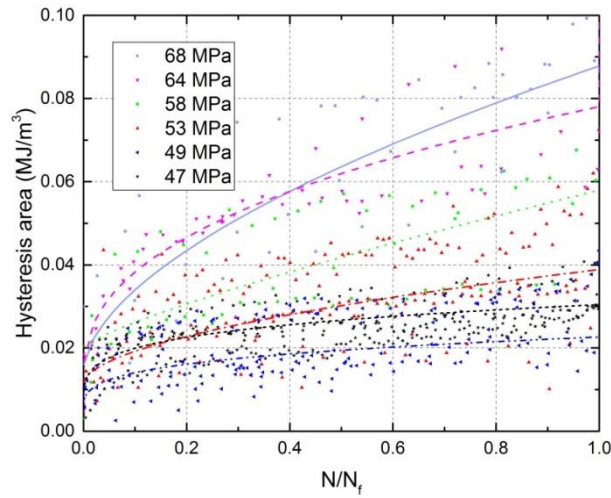 0.10
0.08
0.06
0.04
0.02
0.00
Hysteresis area (MJ/m³)
68 MPa
64 MPa
58 MPa
53 MPa
49 MPa
47 MPa
0.0 0.2 0.4 0.6 0.8 1.0
N/Nf